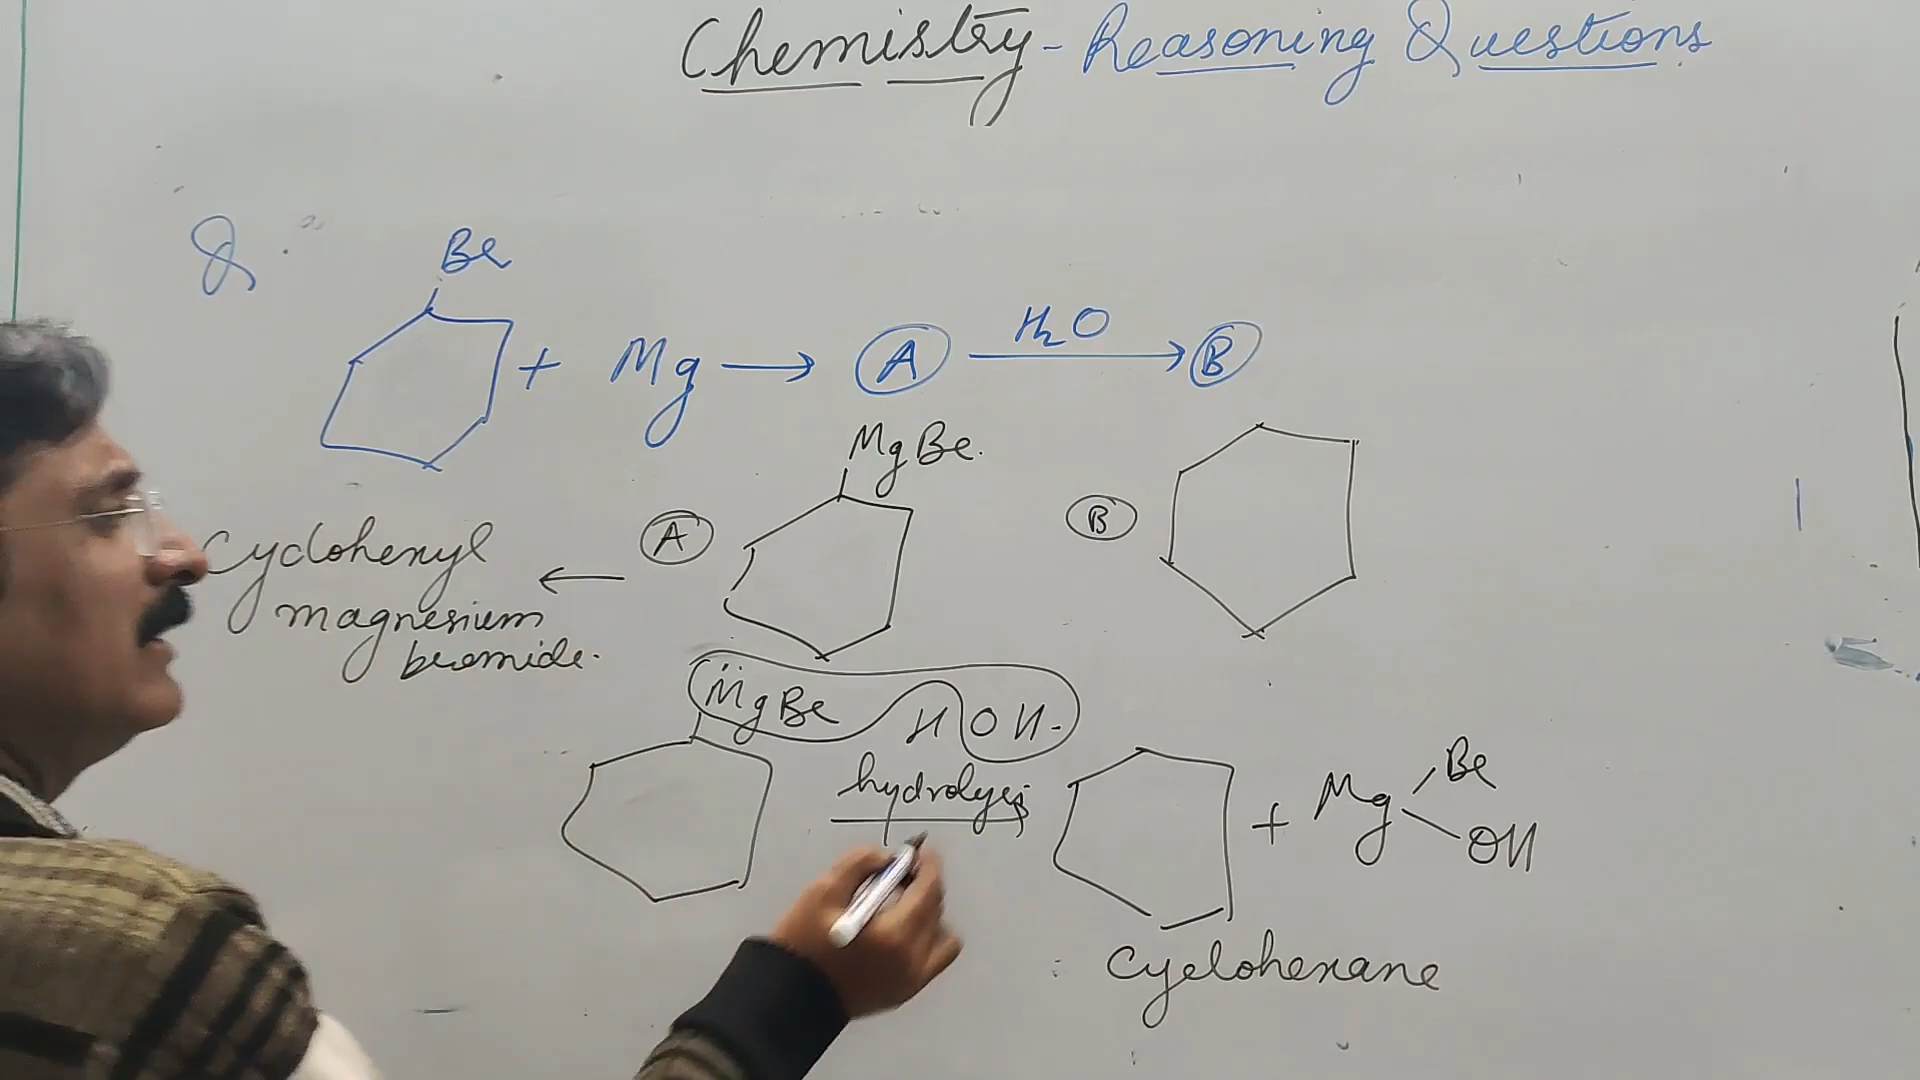 Chemistry - Reasoning Questions
Q.
Br
+ Mg → A H2O → B
MgBr.
A
B
Cyclohexyl ←
magnesium
bromide.
MgBr H OH.
hydrolysis
+ Mg Br
OH
Cyclohexane